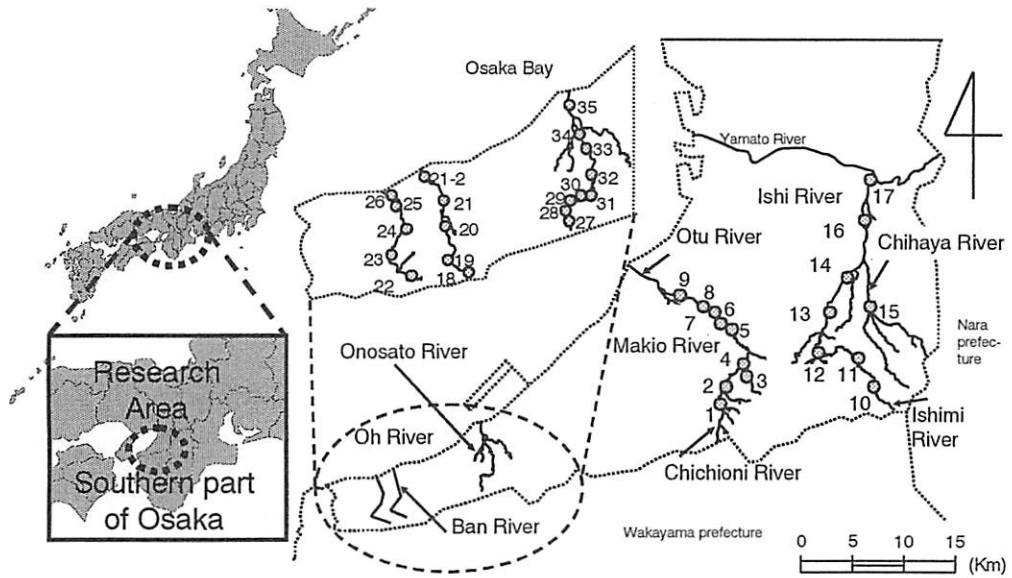 Osaka Bay
35
34
33
32
30
29
31
28
27
21-2
26
25
21
24
20
23
19
22
18
Yamato River
17
Ishi River
16
Chihaya River
14
13
15
12
11
10
Ishimi
River
Nara
prefec-
ture
Otu River
9
8
6
7
5
Makio River
4
2
3
1
Chichioni River
Onosato River
Oh River
Ban River
Research
Area
Southern part
of Osaka
Wakayama prefecture
0 5 10 15
(Km)